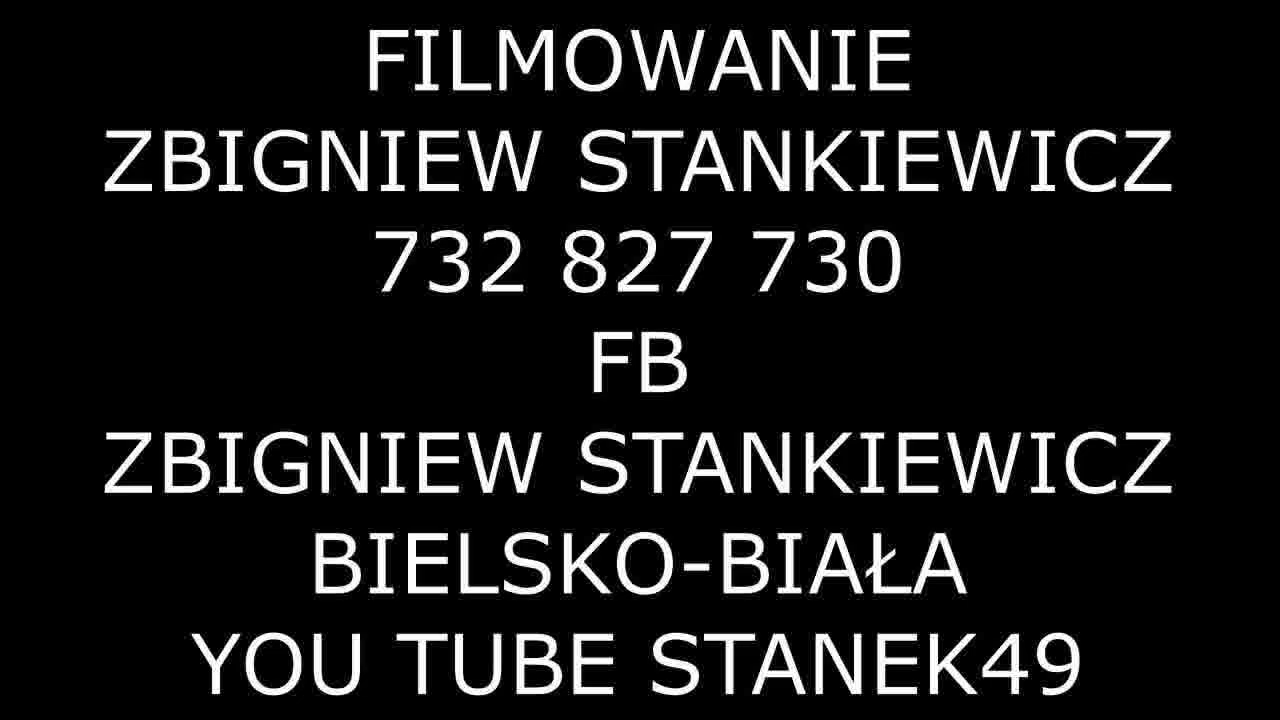 FILMOWANIE
ZBIGNIEW STANKIEWICZ
732 827 730
FB
ZBIGNIEW STANKIEWICZ
BIELSKO-BIAŁA
YOU TUBE STANEK49